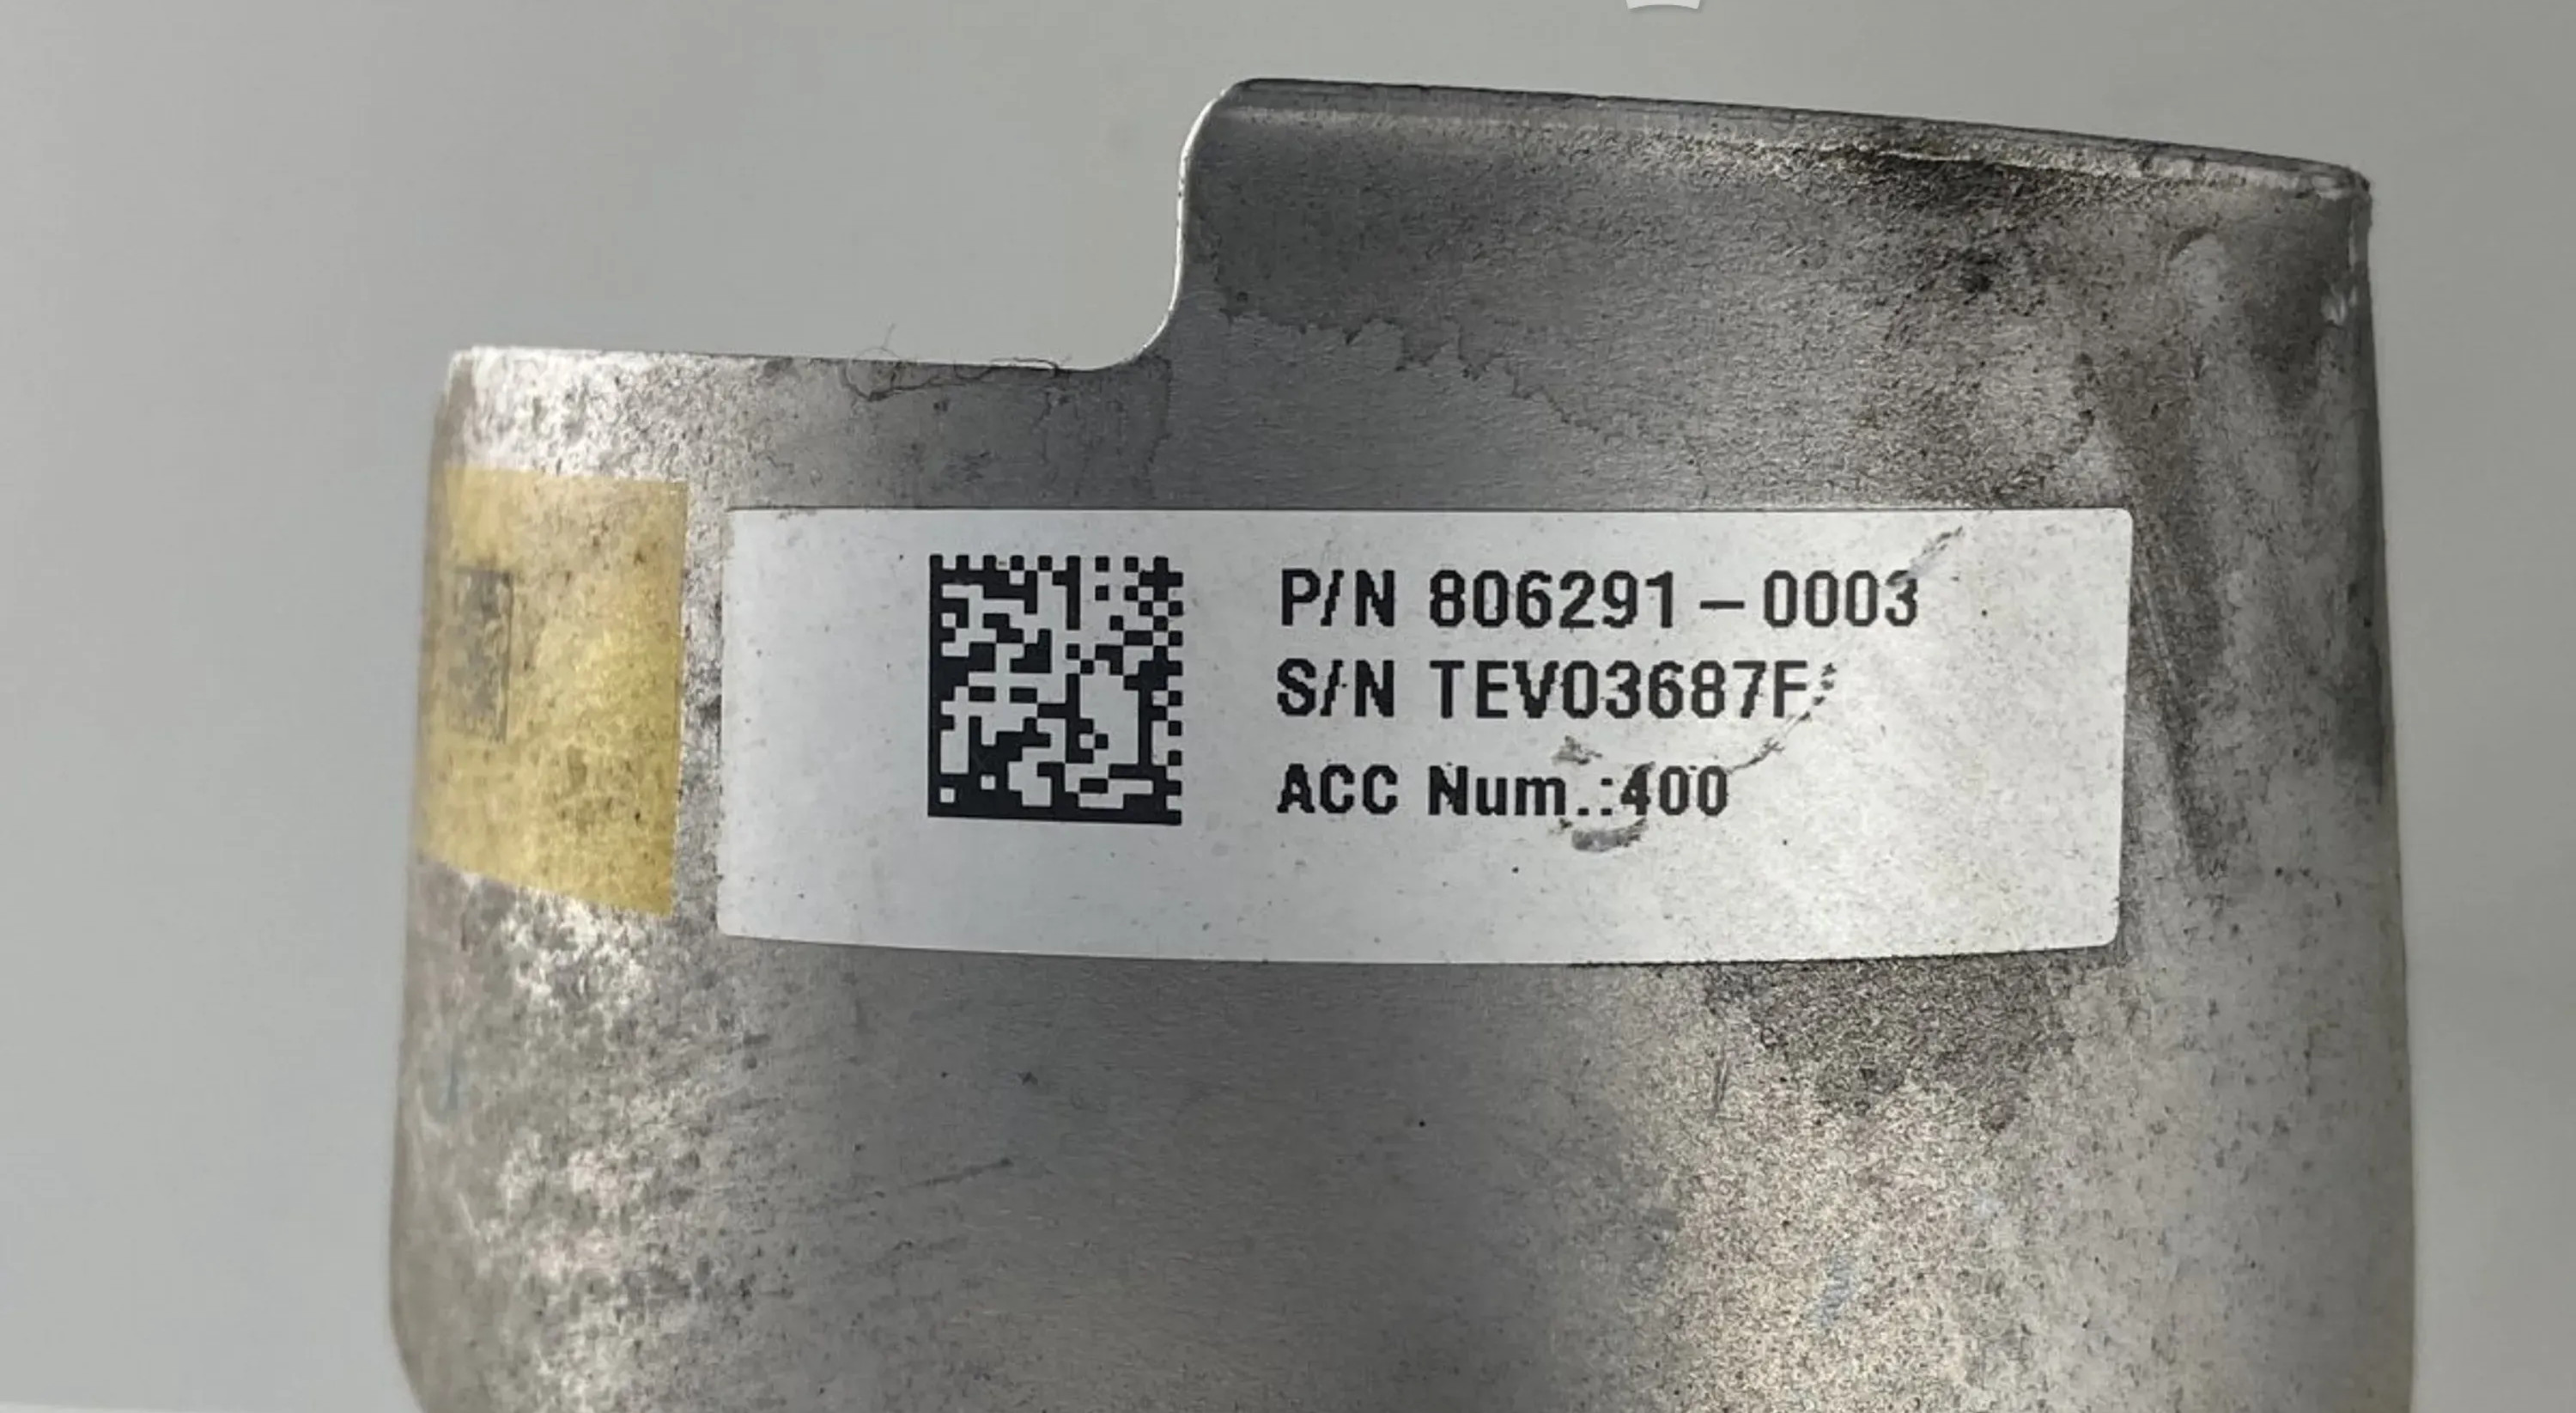 P/N 806291-0003
S/N TEV03687F
ACC Num.:400